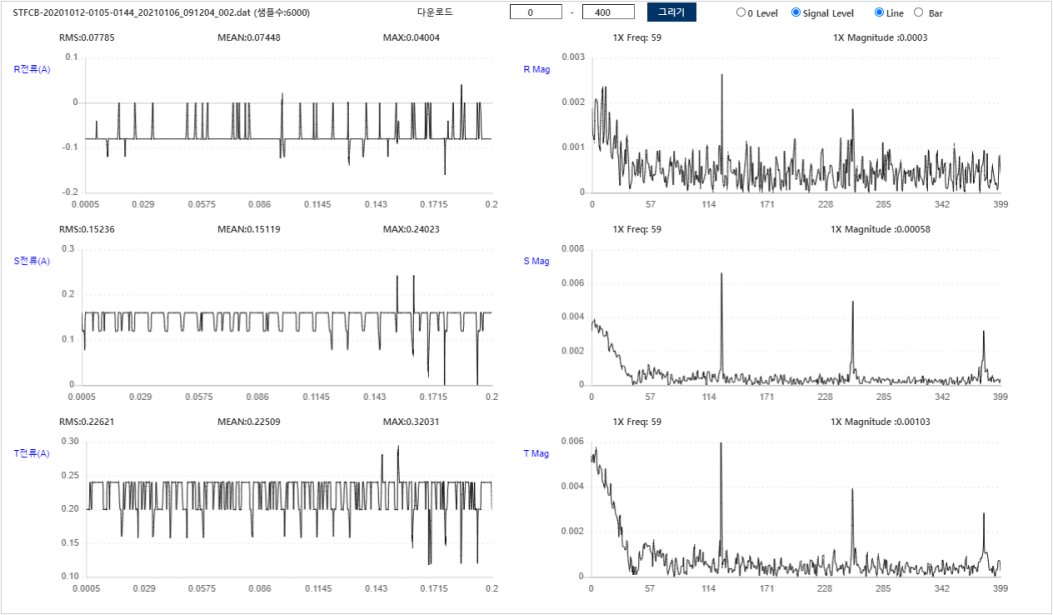 STFCB-20201012-0105-0144_20210106_091204_002.dat (샘플수:6000) 다운로드 0 - 400 그리기 0 Level Signal Level Line Bar
RMS:0.07785 MEAN:0.07448 MAX:0.04004 1X Freq: 59 1X Magnitude :0.0003
R전류(A)
0.1
0
-0.1
-0.2
0.0005 0.029 0.0575 0.086 0.1145 0.143 0.1715 0.2
R Mag
0.003
0.002
0.001
0
0 57 114 171 228 285 342 399
RMS:0.15236 MEAN:0.15119 MAX:0.24023 1X Freq: 59 1X Magnitude :0.00058
S전류(A)
0.3
0.2
0.1
0
0.0005 0.029 0.0575 0.086 0.1145 0.143 0.1715 0.2
S Mag
0.008
0.006
0.004
0.002
0
0 57 114 171 228 285 342 399
RMS:0.22621 MEAN:0.22509 MAX:0.32031 1X Freq: 59 1X Magnitude :0.00103
T전류(A)
0.30
0.25
0.20
0.15
0.10
0.0005 0.029 0.0575 0.086 0.1145 0.143 0.1715 0.2
T Mag
0.006
0.004
0.002
0
0 57 114 171 228 285 342 399